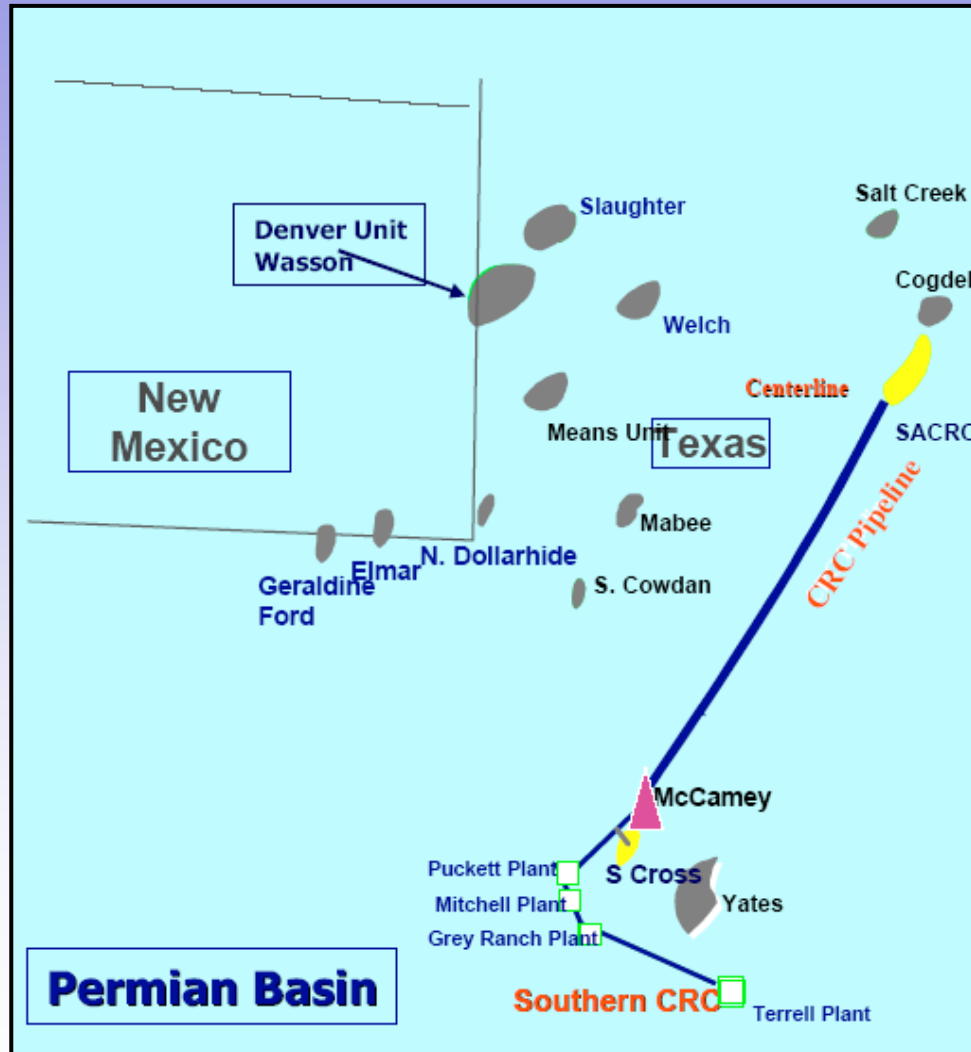 Salt Creek
Slaughter
Denver Unit
Wasson
Cogdel
Welch
Centerline
New
Mexico
Means Unit
Texas
SACRO
CRC Pipeline
Mabee
N. Dollarhide
Elmar
Geraldine
Ford
S. Cowdan
McCamey
Puckett Plant
S Cross
Mitchell Plant
Yates
Grey Ranch Plant
Permian Basin
Southern CRC
Terrell Plant